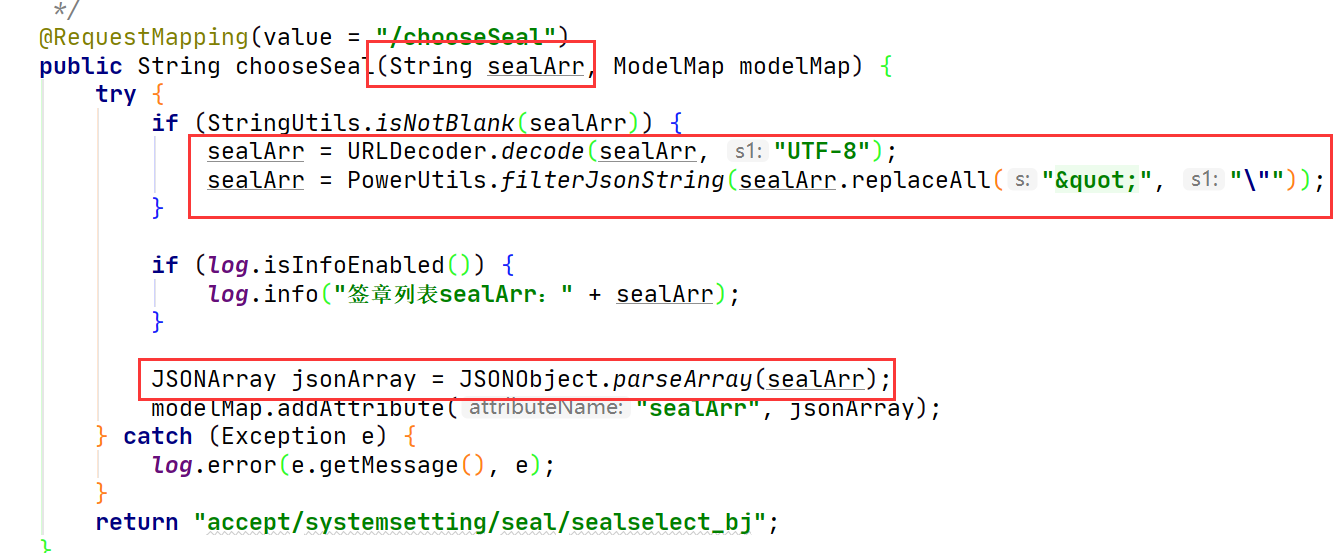 */
@RequestMapping(value = "/chooseSeal")
public String chooseSeal(String sealArr, ModelMap modelMap) {
try {
if (StringUtils.isNotBlank(sealArr)) {
sealArr = URLDecoder.decode(sealArr, s1: "UTF-8");
sealArr = PowerUtils.filterJsonString(sealArr.replaceAll( s: "&quot;", s1: "\""));
}
if (log.isInfoEnabled()) {
log.info("签章列表sealArr：" + sealArr);
}
JSONArray jsonArray = JSONObject.parseArray(sealArr);
modelMap.addAttribute( attributeName: "sealArr", jsonArray);
} catch (Exception e) {
log.error(e.getMessage(), e);
}
return "accept/systemsetting/seal/sealselect_bj";
}